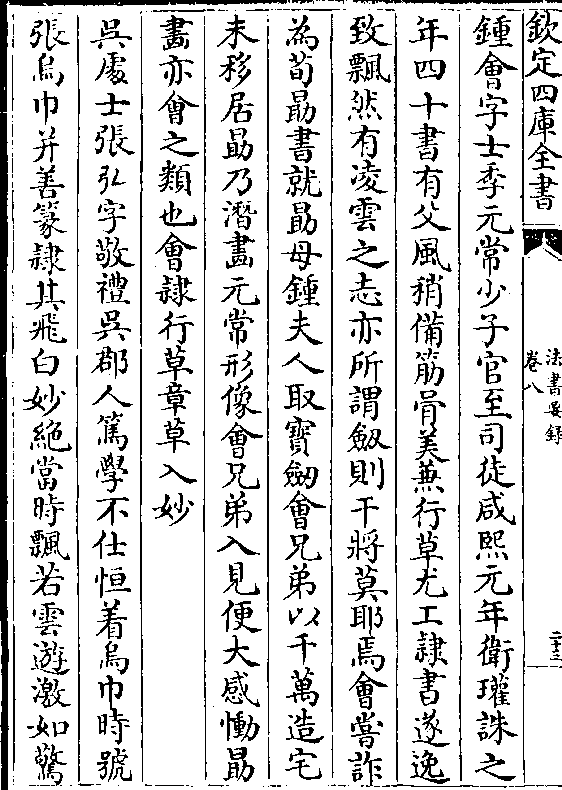 欽定四庫全書
法書要錄
卷八
二十三
鍾會字士季元常少子官至司徒咸熙元年衛瓘誅之
年四十書有父風稍備筋骨美兼行草尤工隸書遂逸
致飄然有凌雲之志亦所謂劔則干將莫耶焉會嘗詐
為荀勗書就勗母鍾夫人取寶劔會兄弟以千萬造宅
未移居勗乃潛畫元常形像會兄弟入見便大感慟勗
畫亦會之類也會隸行草章草入妙
吳處士張弘字敬禮吳郡人篤學不仕恒着烏巾時號
張烏巾并善篆隸其飛白妙絶當時飄若雲遊激如驚